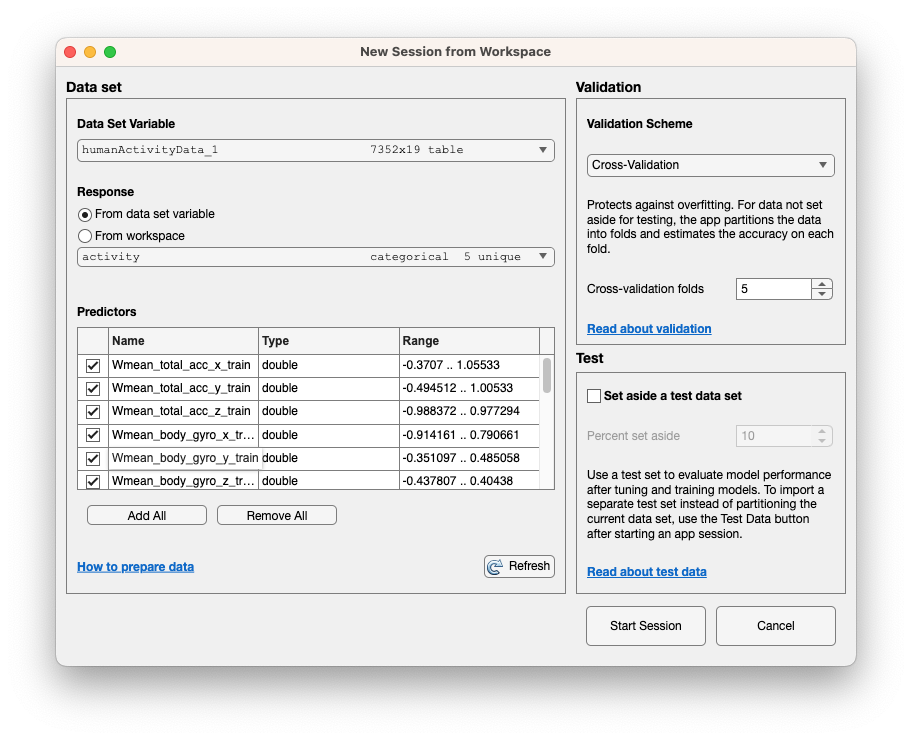 New Session from Workspace
Data set
Data Set Variable
humanActivityData_1 7352x19 table
Response
From data set variable
From workspace
activity categorical 5 unique
Predictors
Name Type Range
Wmean_total_acc_x_train double -0.3707 .. 1.05533
Wmean_total_acc_y_train double -0.494512 .. 1.00533
Wmean_total_acc_z_train double -0.988372 .. 0.977294
Wmean_body_gyro_x_tr... double -0.914161 .. 0.790661
Wmean_body_gyro_y_train double -0.351097 .. 0.485058
Wmean_body_gyro_z_tr... double -0.437807 .. 0.40438
Add All Remove All
How to prepare data Refresh
Validation
Validation Scheme
Cross-Validation
Protects against overfitting. For data not set
aside for testing, the app partitions the data
into folds and estimates the accuracy on each
fold.
Cross-validation folds 5
Read about validation
Test
Set aside a test data set
Percent set aside 10
Use a test set to evaluate model performance
after tuning and training models. To import a
separate test set instead of partitioning the
current data set, use the Test Data button
after starting an app session.
Read about test data
Start Session Cancel